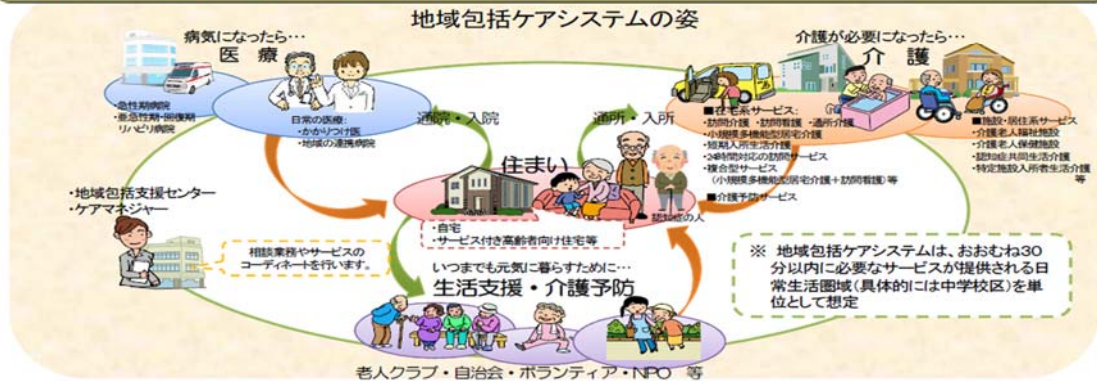 地域包括ケアシステムの姿
病気になったら…
医 療
・急性期病院
・亜急性期・回復期
リハビリ病院
日常の医療:
・かかりつけ医
・地域の連携病院
通院・入院
通所・入所
介護が必要になったら…
介 護
■在宅系サービス:
・訪問介護 ・訪問看護 ・通所介護
・小規模多機能型居宅介護
・短期入所生活介護
・24時間対応の訪問サービス
・複合型サービス
(小規模多機能型居宅介護+訪問看護)等
■介護予防サービス
■施設・居住系サービス
・介護老人福祉施設
・介護老人保健施設
・認知症共同生活介護
・特定施設入所者生活介護
等
住まい
認知症の人
・自宅
・サービス付き高齢者向け住宅等
・地域包括支援センター
・ケアマネジャー
相談業務やサービスの
コーディネートを行います。
いつまでも元気に暮らすために…
生活支援・介護予防
老人クラブ・自治会・ボランティア・NPO 等
※ 地域包括ケアシステムは、おおむね30
分以内に必要なサービスが提供される日
常生活圏域(具体的には中学校区)を単
位として想定